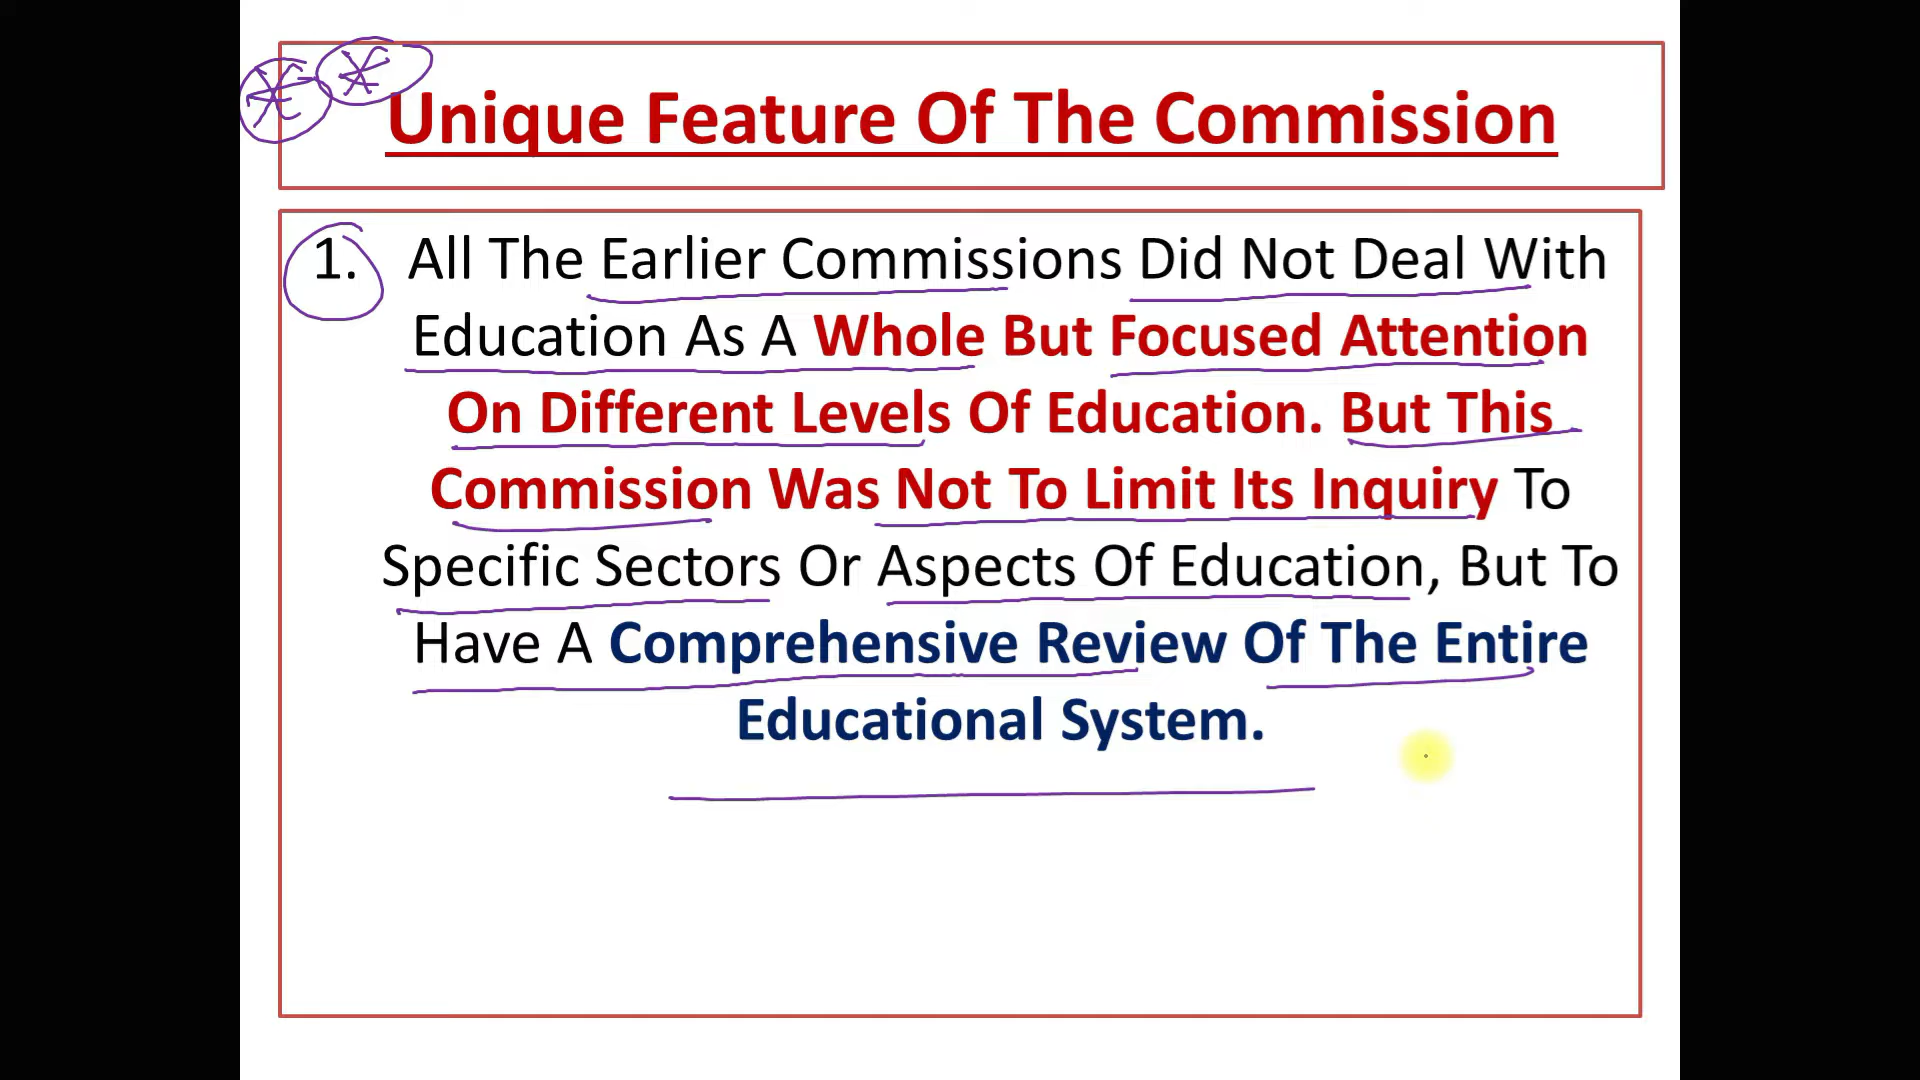 Unique Feature Of The Commission
1. All The Earlier Commissions Did Not Deal With
Education As A Whole But Focused Attention
On Different Levels Of Education. But This
Commission Was Not To Limit Its Inquiry To
Specific Sectors Or Aspects Of Education, But To
Have A Comprehensive Review Of The Entire
Educational System.